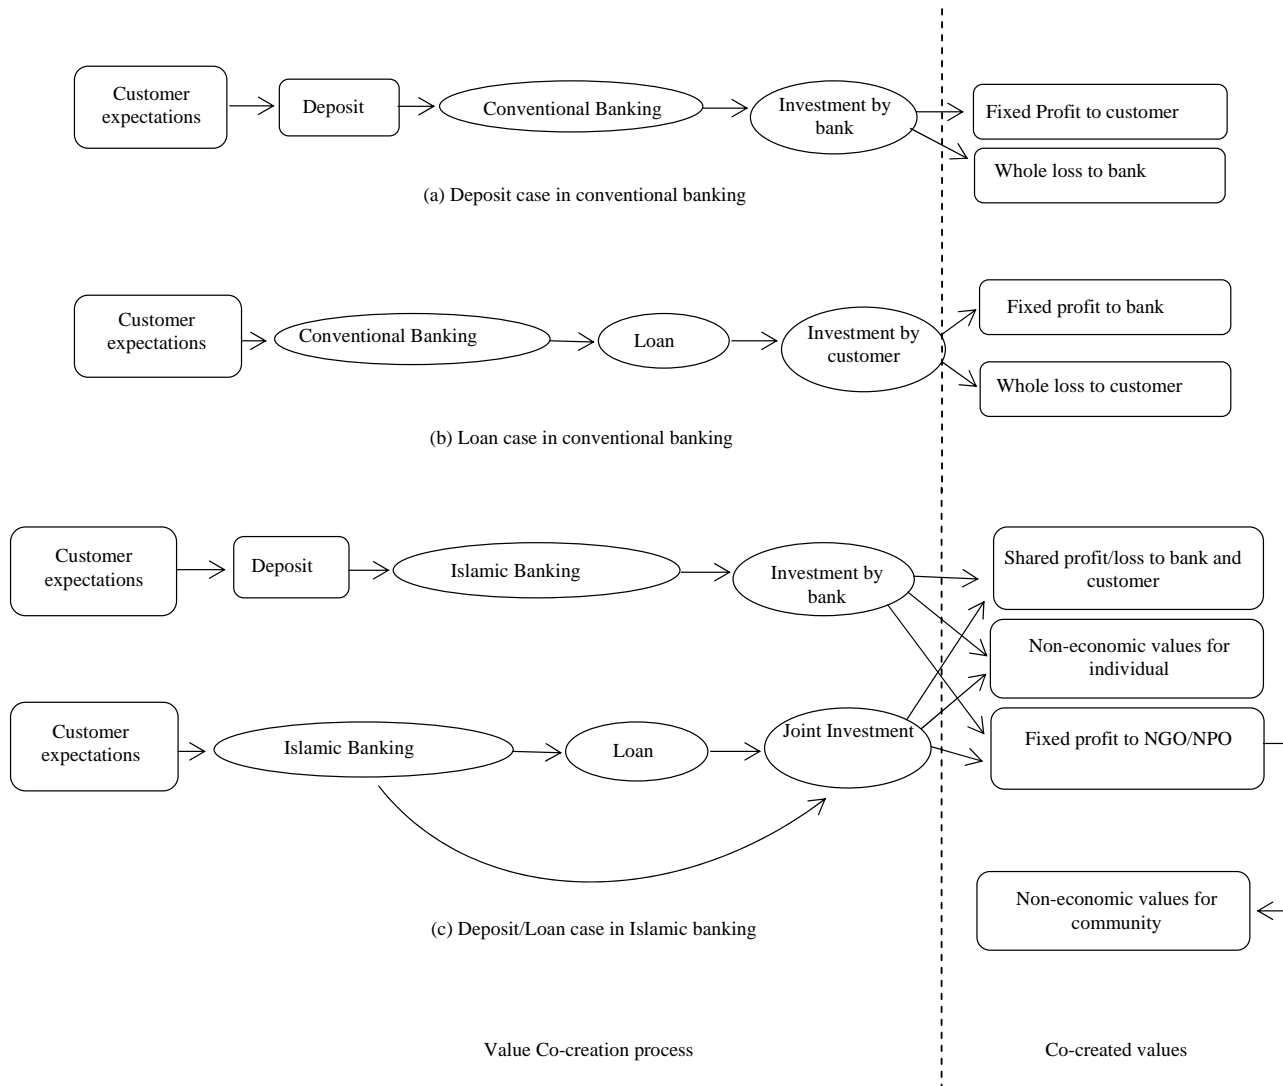 Customer
expectations
Deposit
Conventional Banking
Investment by
bank
Fixed Profit to customer
Whole loss to bank
(a) Deposit case in conventional banking
Customer
expectations
Conventional Banking
Loan
Investment by
customer
Fixed profit to bank
Whole loss to customer
(b) Loan case in conventional banking
Customer
expectations
Deposit
Islamic Banking
Investment by
bank
Shared profit/loss to bank and
customer
Non-economic values for
individual
Customer
expectations
Islamic Banking
Loan
Joint Investment
Fixed profit to NGO/NPO
Non-economic values for
community
(c) Deposit/Loan case in Islamic banking
Value Co-creation process
Co-created values